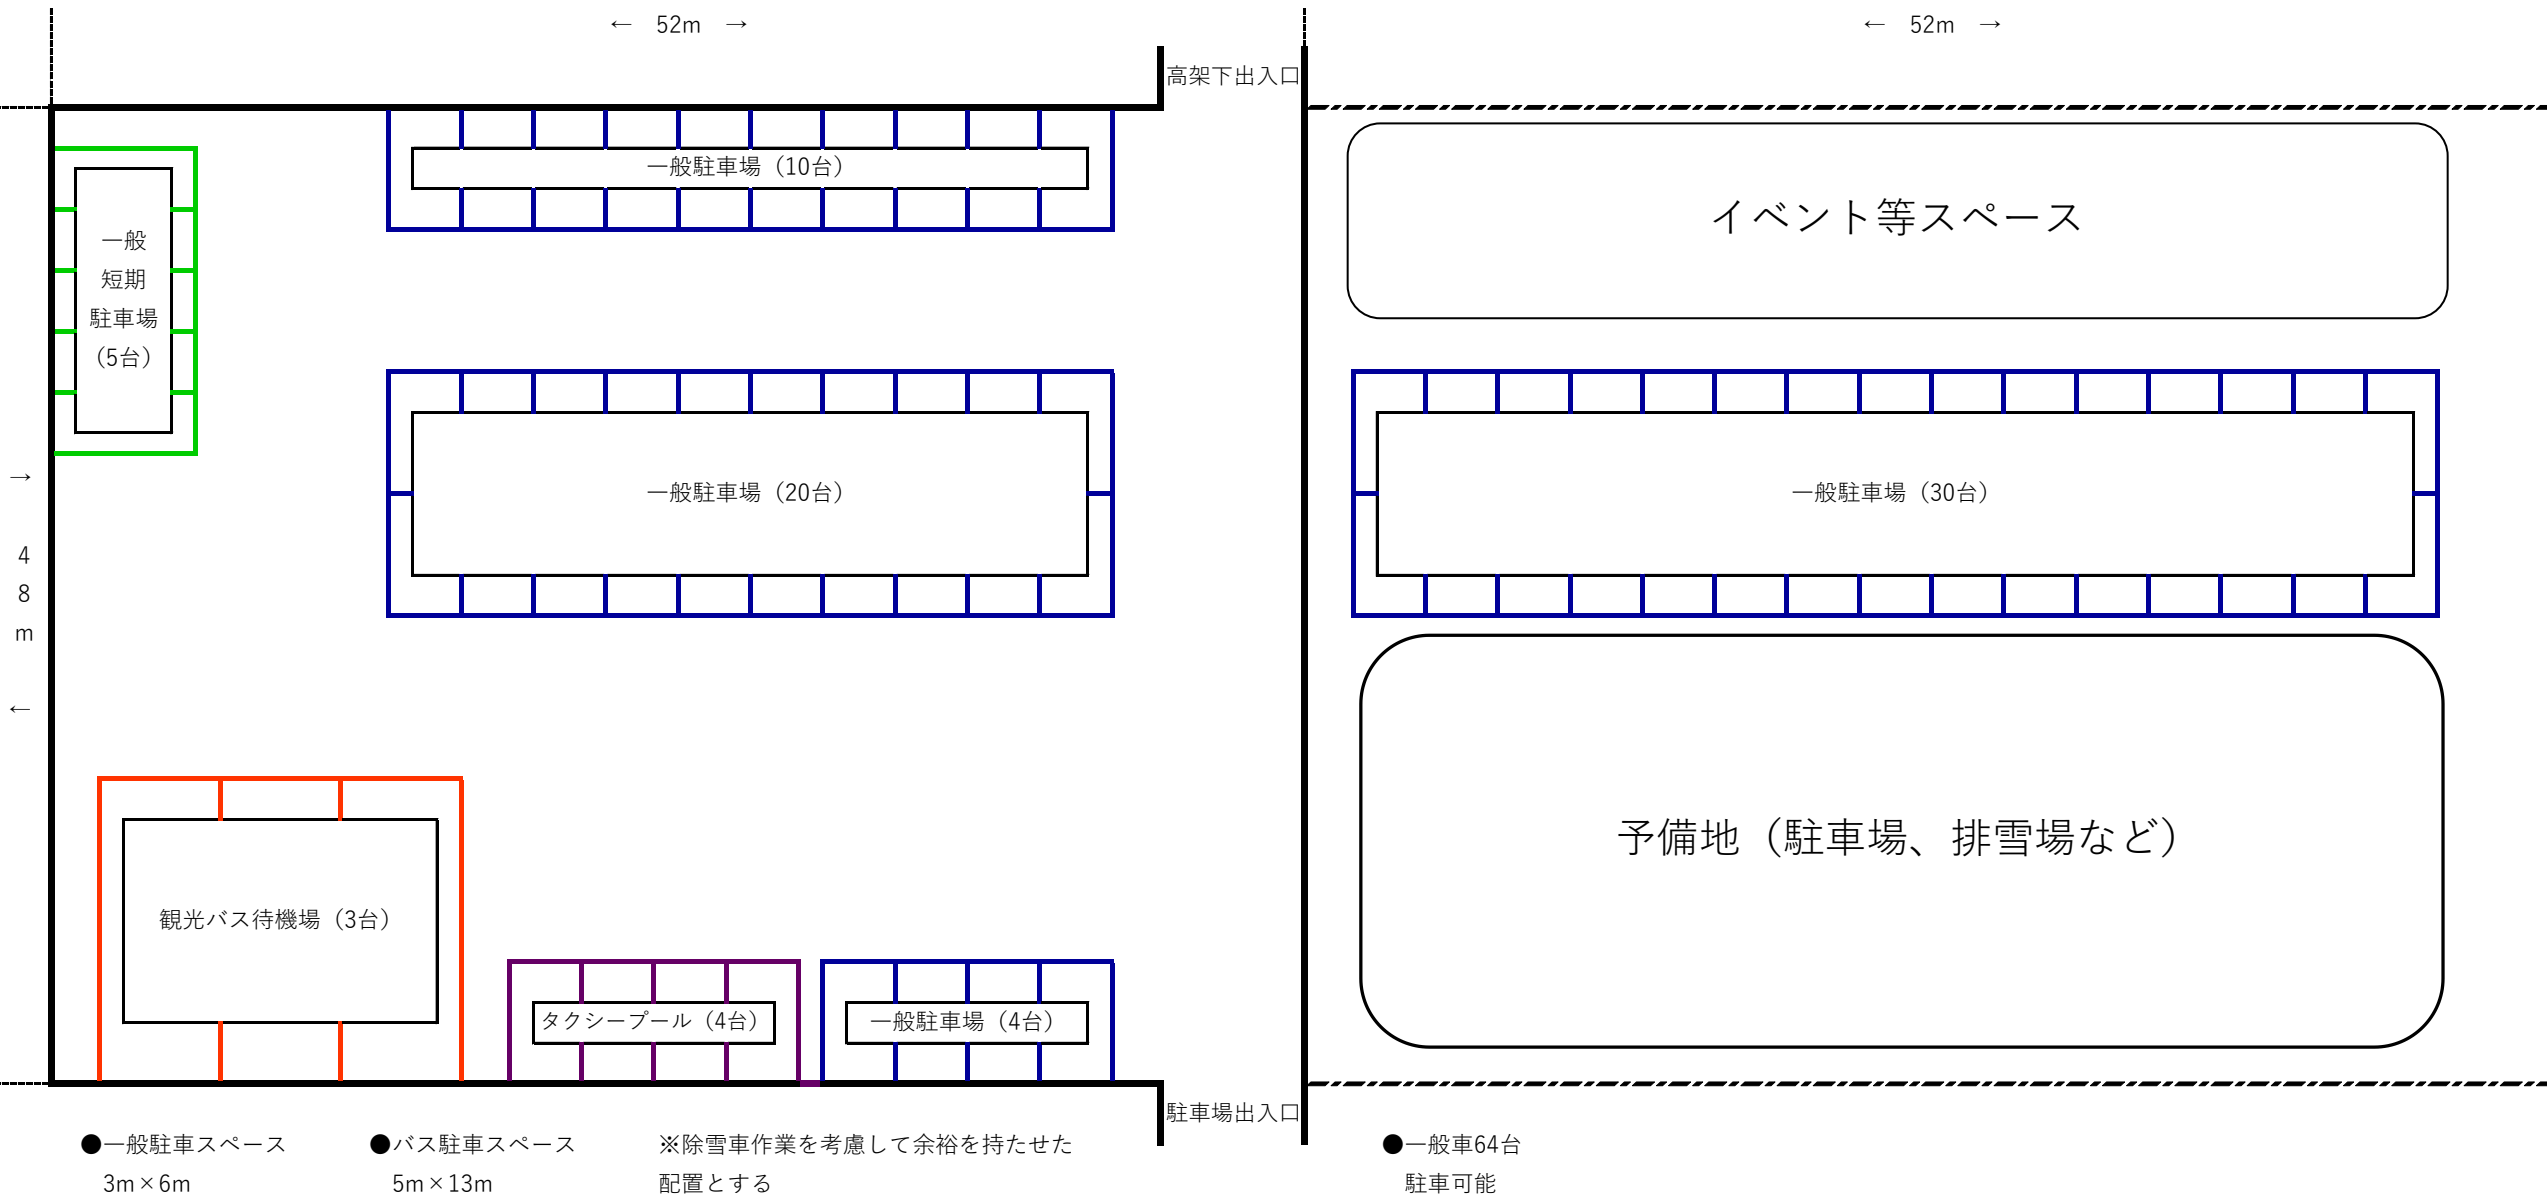 ← 52m →
← 52m →
高架下出入口
一般駐車場（10台）
イベント等スペース
一般
短期
駐車場
（5台）
→
4
8
m
←
一般駐車場（20台）
一般駐車場（30台）
予備地（駐車場、排雪場など）
観光バス待機場（3台）
タクシープール（4台）
一般駐車場（4台）
駐車場出入口
●一般駐車スペース
3m×6m
●バス駐車スペース
5m×13m
※除雪車作業を考慮して余裕を持たせた
配置とする
●一般車64台
駐車可能